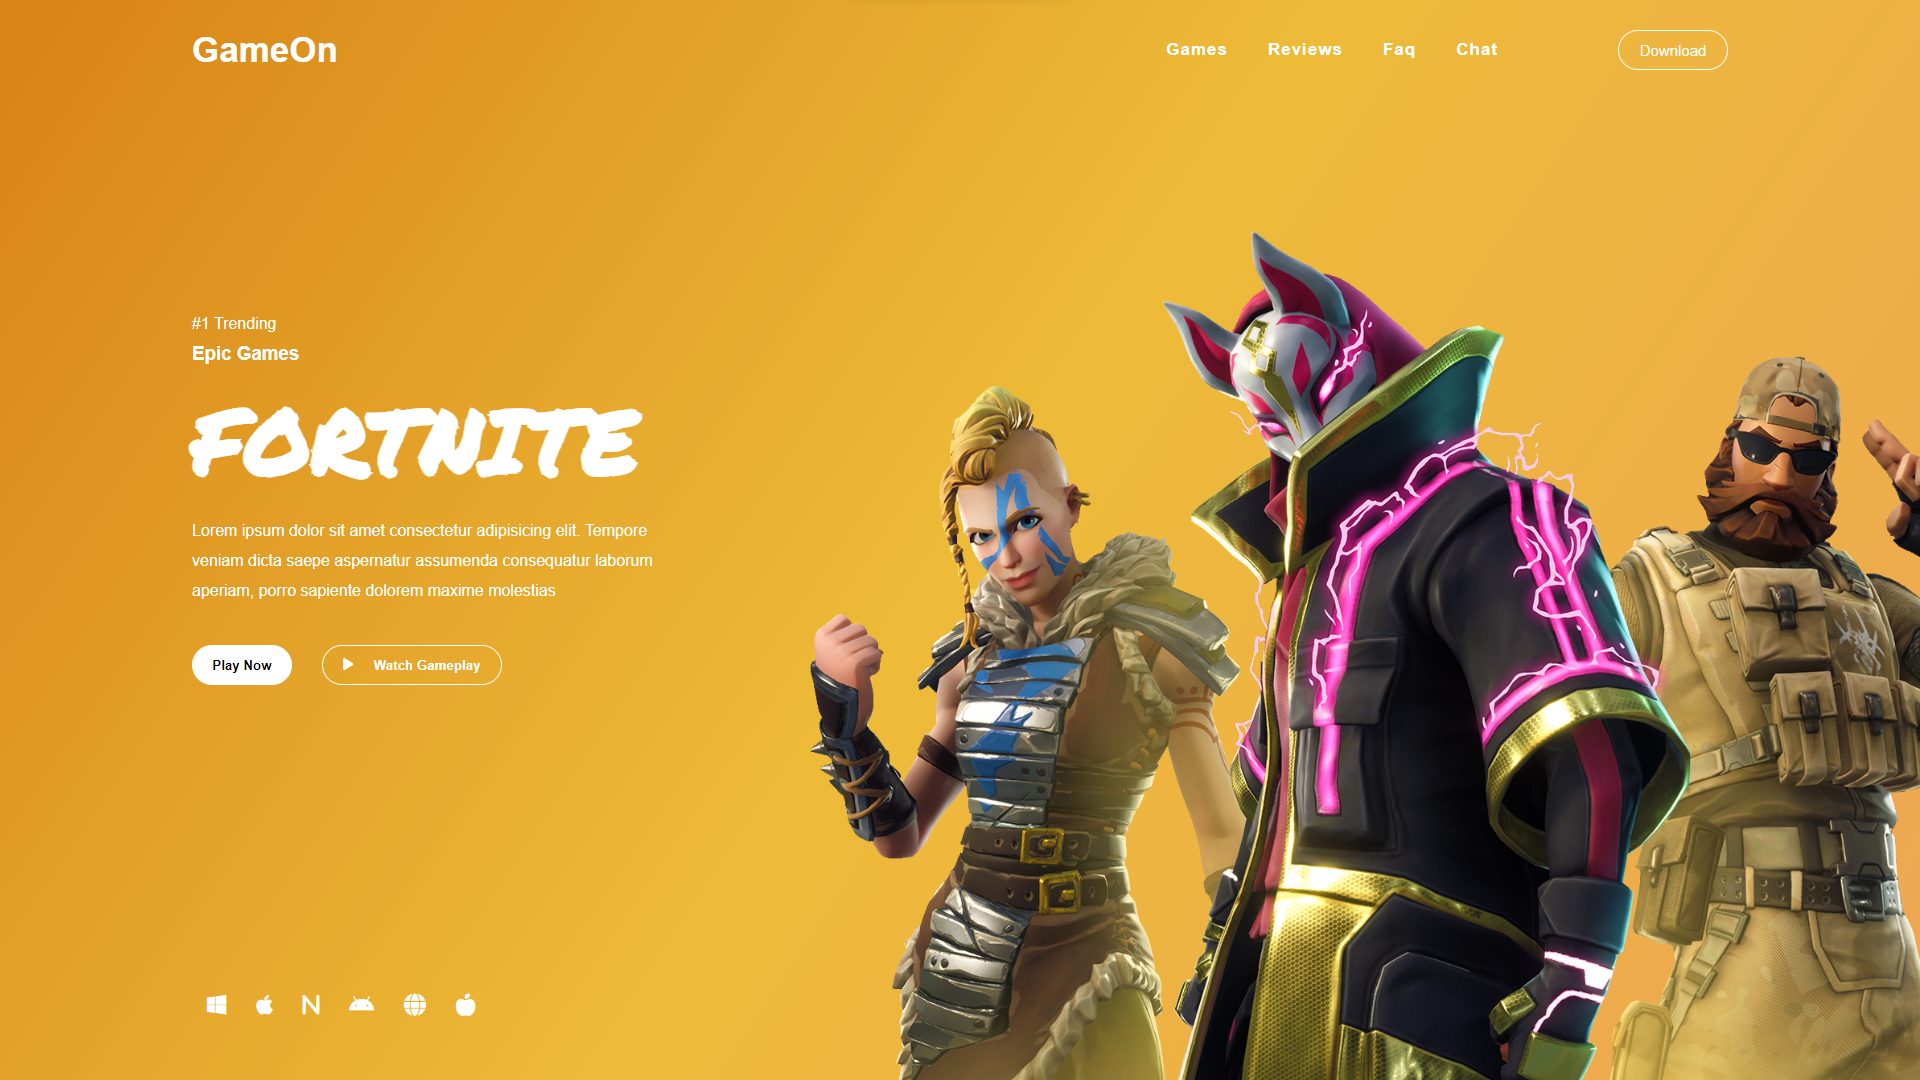 GameOn
Games Reviews Faq Chat
Download
#1 Trending
Epic Games
FORTNITE
Lorem ipsum dolor sit amet consectetur adipisicing elit. Tempore
veniam dicta saepe aspernatur assumenda consequatur laborum
aperiam, porro sapiente dolorem maxime molestias
Play Now
Watch Gameplay